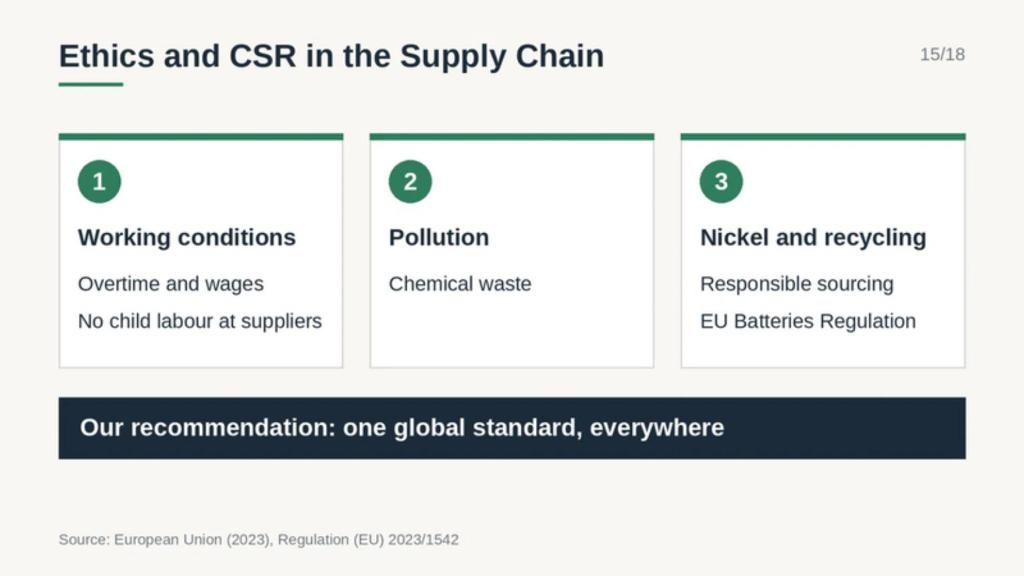 Ethics and CSR in the Supply Chain
15/18
1
Working conditions
Overtime and wages
No child labour at suppliers
2
Pollution
Chemical waste
3
Nickel and recycling
Responsible sourcing
EU Batteries Regulation
Our recommendation: one global standard, everywhere
Source: European Union (2023), Regulation (EU) 2023/1542